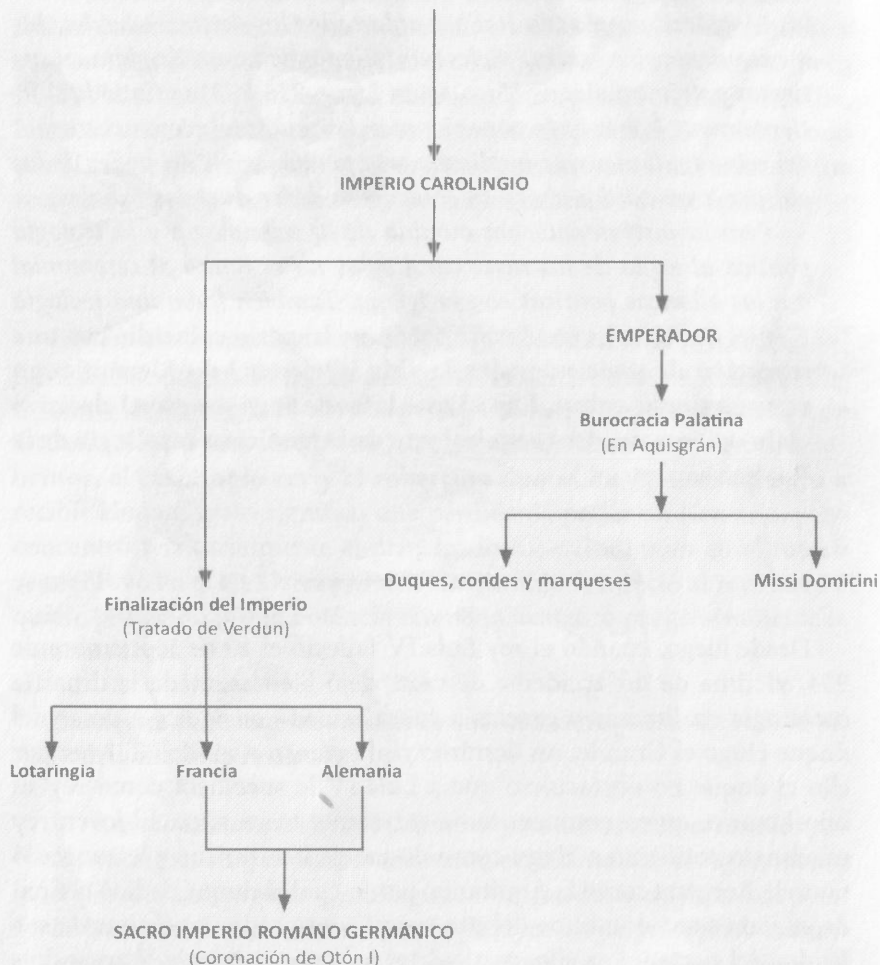 IMPERIO CAROLINGIO
EMPERADOR
Burocracia Palatina
(En Aquisgrán)
Duques, condes y marqueses
Missi Domicini
Finalización del Imperio
(Tratado de Verdun)
Lotaringia
Francia
Alemania
SACRO IMPERIO ROMANO GERMÁNICO
(Coronación de Otón I)